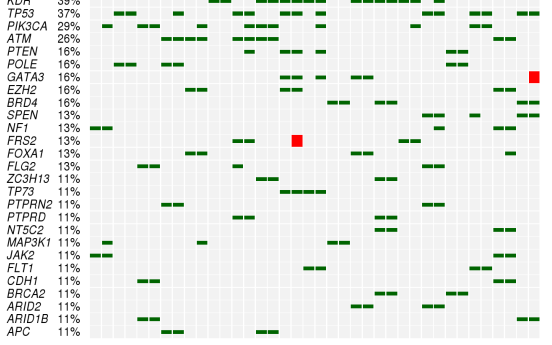 KDR 39%
TP53 37%
PIK3CA 29%
ATM 26%
PTEN 16%
POLE 16%
GATA3 16%
EZH2 16%
BRD4 16%
SPEN 13%
NF1 13%
FRS2 13%
FOXA1 13%
FLG2 13%
ZC3H13 11%
TP73 11%
PTPRN2 11%
PTPRD 11%
NT5C2 11%
MAP3K1 11%
JAK2 11%
FLT1 11%
CDH1 11%
BRCA2 11%
ARID2 11%
ARID1B 11%
APC 11%